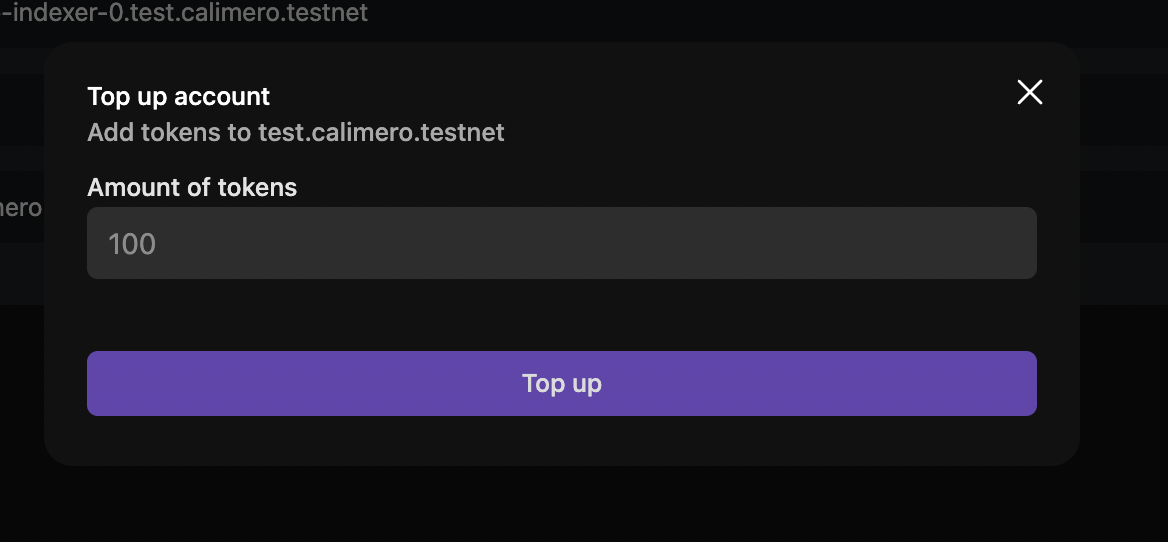 -indexer-0.test.calimero.testnet
Top up account
Add tokens to test.calimero.testnet
Amount of tokens
nero
100
Top up